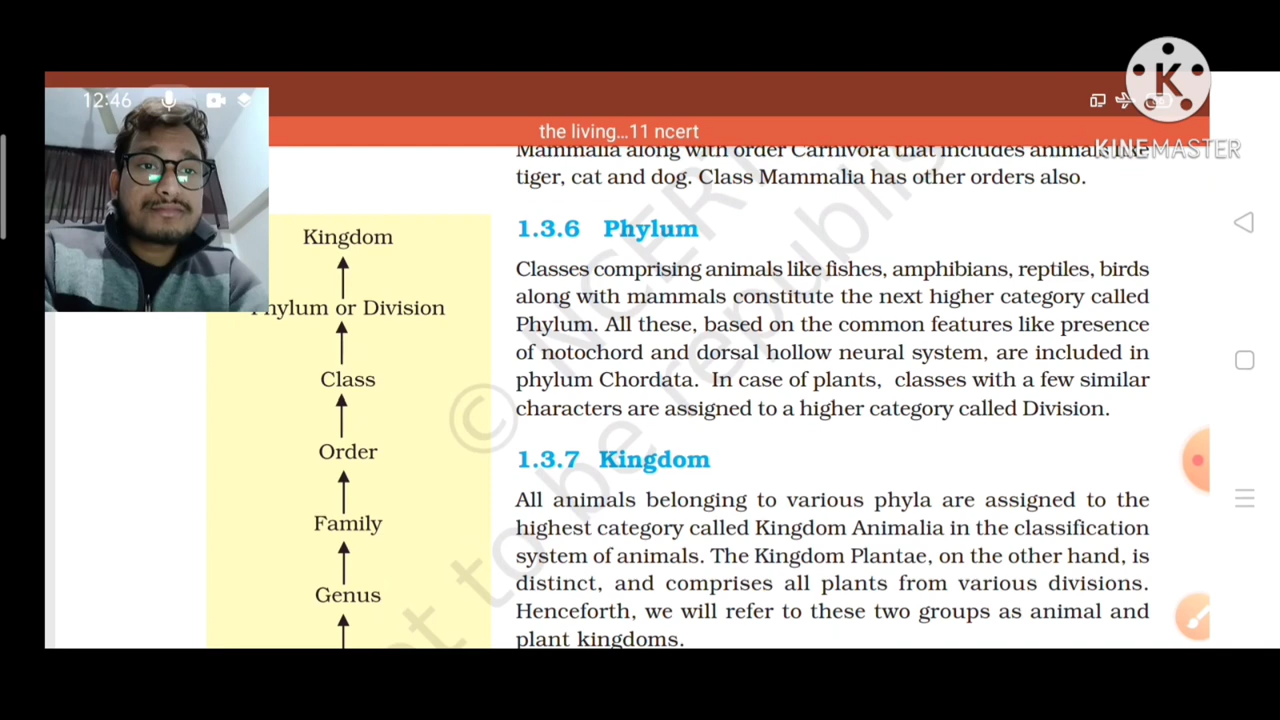 12:46
K
KINEMASTER
the living...11 ncert
Mammalia along with order Carnivora that includes animals like
tiger, cat and dog. Class Mammalia has other orders also.
Kingdom
Phylum or Division
Class
Order
Family
Genus
1.3.6 Phylum
Classes comprising animals like fishes, amphibians, reptiles, birds
along with mammals constitute the next higher category called
Phylum. All these, based on the common features like presence
of notochord and dorsal hollow neural system, are included in
phylum Chordata. In case of plants, classes with a few similar
characters are assigned to a higher category called Division.
1.3.7 Kingdom
All animals belonging to various phyla are assigned to the
highest category called Kingdom Animalia in the classification
system of animals. The Kingdom Plantae, on the other hand, is
distinct, and comprises all plants from various divisions.
Henceforth, we will refer to these two groups as animal and
plant kingdoms.
© NCERT
not to be republis